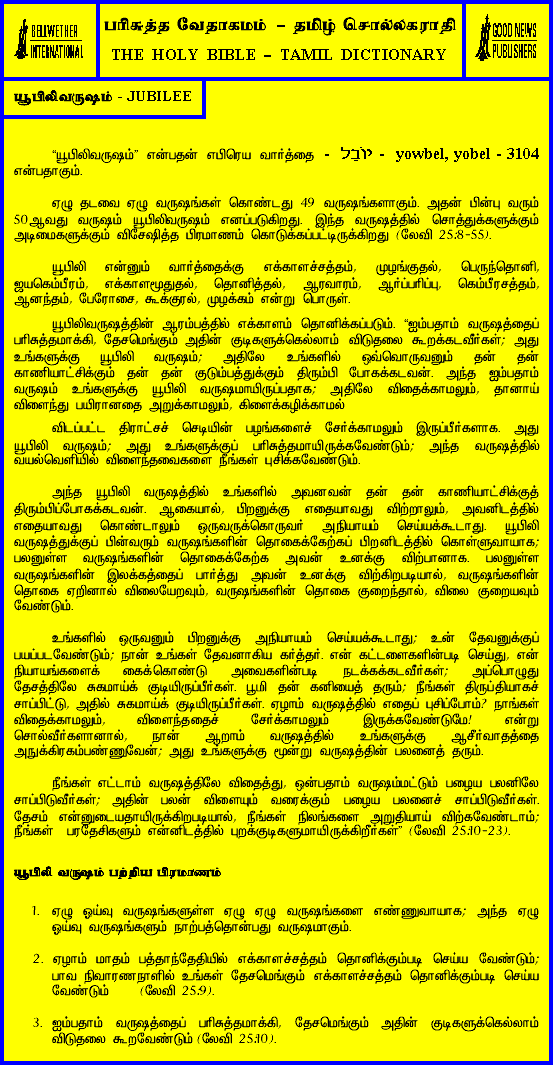 BELLWETHER
INTERNATIONAL
பரிசுத்த வேதாகமம் – தமிழ் சொல்லகராதி
THE HOLY BIBLE – TAMIL DICTIONARY
GOOD NEWS
PUBLISHERS
யூபிலிவருஷம் - JUBILEE
“யூபிலிவருஷம்” என்பதன் எபிரெய வார்த்தை - יוֹבֵל - yowbel, yobel - 3104
என்பதாகும்.
ஏழு தடவை ஏழு வருஷங்கள் கொண்டது 49 வருஷங்களாகும். அதன் பின்பு வரும்
50ஆவது வருஷம் யூபிலிவருஷம் எனப்படுகிறது. இந்த வருஷத்தில் சொத்துக்களுக்கும்
அடிமைகளுக்கும் விசேஷித்த பிரமாணம் கொடுக்கப்பட்டிருக்கிறது (லேவி 25:8-55).
யூபிலி என்னும் வார்த்தைக்கு எக்காளச்சத்தம், முழங்குதல், பெருந்தொனி,
ஜயகெம்பீரம், எக்காளமூதுதல், தொனித்தல், ஆரவாரம், ஆர்ப்பரிப்பு, கெம்பீரசத்தம்,
ஆனந்தம், பேரோசை, கூக்குரல், முழக்கம் என்று பொருள்.
யூபிலிவருஷத்தின் ஆரம்பத்தில் எக்காளம் தொனிக்கப்படும். “ஐம்பதாம் வருஷத்தைப்
பரிசுத்தமாக்கி, தேசமெங்கும் அதின் குடிகளுக்கெல்லாம் விடுதலை கூறக்கடவீர்கள்; அது
உங்களுக்கு யூபிலி வருஷம்; அதிலே உங்களில் ஒவ்வொருவனும் தன் தன்
காணியாட்சிக்கும் தன் தன் குடும்பத்துக்கும் திரும்பி போகக்கடவன். அந்த ஐம்பதாம்
வருஷம் உங்களுக்கு யூபிலி வருஷமாயிருப்பதாக; அதிலே விதைக்காமலும், தானாய்
விளைந்து பயிரானதை அறுக்காமலும், கிளைக்கழிக்காமல்
விடப்பட்ட திராட்சச் செடியின் பழங்களைச் சேர்க்காமலும் இருப்பீர்களாக. அது
யூபிலி வருஷம்; அது உங்களுக்குப் பரிசுத்தமாயிருக்கவேண்டும்; அந்த வருஷத்தில்
வயல்வெளியில் விளைந்தவைகளை நீங்கள் புசிக்கவேண்டும்.
அந்த யூபிலி வருஷத்தில் உங்களில் அவனவன் தன் தன் காணியாட்சிக்குத்
திரும்பிப்போகக்கடவன். ஆகையால், பிறனுக்கு எதையாவது விற்றாலும், அவனிடத்தில்
எதையாவது கொண்டாலும் ஒருவருக்கொருவர் அநியாயம் செய்யக்கூடாது. யூபிலி
வருஷத்துக்குப் பின்வரும் வருஷங்களின் தொகைக்கேற்கப் பிறனிடத்தில் கொள்ளுவாயாக;
பலனுள்ள வருஷங்களின் தொகைக்கேற்க அவன் உனக்கு விற்பானாக. பலனுள்ள
வருஷங்களின் இலக்கத்தைப் பார்த்து அவன் உனக்கு விற்கிறபடியால், வருஷங்களின்
தொகை ஏறினால் விலையேறவும், வருஷங்களின் தொகை குறைந்தால், விலை குறையவும்
வேண்டும்.
உங்களில் ஒருவனும் பிறனுக்கு அநியாயம் செய்யக்கூடாது; உன் தேவனுக்குப்
பயப்படவேண்டும்; நான் உங்கள் தேவனாகிய கர்த்தர். என் கட்டளைகளின்படி செய்து, என்
நியாயங்களைக் கைக்கொண்டு அவைகளின்படி நடக்கக்கடவீர்கள்; அப்பொழுது
தேசத்திலே சுகமாய்க் குடியிருப்பீர்கள். பூமி தன் கனியைத் தரும்; நீங்கள் திருப்தியாகச்
சாப்பிட்டு, அதில் சுகமாய்க் குடியிருப்பீர்கள். ஏழாம் வருஷத்தில் எதைப் புசிப்போம்? நாங்கள்
விதைக்காமலும், விளைந்ததைச் சேர்க்காமலும் இருக்கவேண்டுமே! என்று
சொல்வீர்களானால், நான் ஆறாம் வருஷத்தில் உங்களுக்கு ஆசீர்வாதத்தை
அநுக்கிரகம்பண்ணுவேன்; அது உங்களுக்கு மூன்று வருஷத்தின் பலனைத் தரும்.
நீங்கள் எட்டாம் வருஷத்திலே விதைத்து, ஒன்பதாம் வருஷம்மட்டும் பழைய பலனிலே
சாப்பிடுவீர்கள்; அதின் பலன் விளையும் வரைக்கும் பழைய பலனைச் சாப்பிடுவீர்கள்.
தேசம் என்னுடையதாயிருக்கிறபடியால், நீங்கள் நிலங்களை அறுதியாய் விற்கவேண்டாம்;
நீங்கள் பரதேசிகளும் என்னிடத்தில் புறக்குடிகளுமாயிருக்கிறீர்கள்” (லேவி 25:10-23).
யூபிலி வருஷம் பற்றிய பிரமாணம்
1. ஏழு ஓய்வு வருஷங்களுள்ள ஏழு ஏழு வருஷங்களை எண்ணுவாயாக; அந்த ஏழு
ஓய்வு வருஷங்களும் நாற்பத்தொன்பது வருஷமாகும்.
2. ஏழாம் மாதம் பத்தாந்தேதியில் எக்காளச்சத்தம் தொனிக்கும்படி செய்ய வேண்டும்;
பாவ நிவாரணநாளில் உங்கள் தேசமெங்கும் எக்காளச்சத்தம் தொனிக்கும்படி செய்ய
வேண்டும் (லேவி 25:9).
3. ஐம்பதாம் வருஷத்தைப் பரிசுத்தமாக்கி, தேசமெங்கும் அதின் குடிகளுக்கெல்லாம்
விடுதலை கூறவேண்டும் (லேவி 25:10).